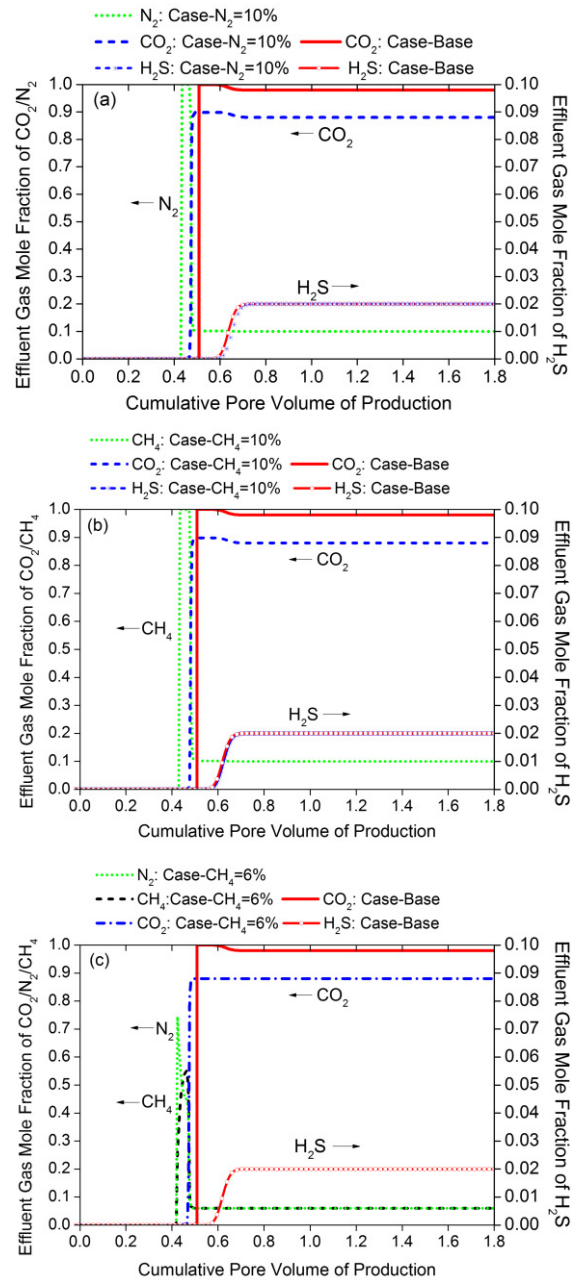 N₂: Case-N₂=10%
CO₂: Case-N₂=10% CO₂: Case-Base
H₂S: Case-N₂=10% H₂S: Case-Base
(a)
Effluent Gas Mole Fraction of CO₂/N₂
1.0
0.9
0.8
0.7
0.6
0.5
0.4
0.3
0.2
0.1
0.0
← CO₂
← N₂
H₂S →
0.10
0.09
0.08
0.07
0.06
0.05
0.04
0.03
0.02
0.01
0.00
Effluent Gas Mole Fraction of H₂S
0.0 0.2 0.4 0.6 0.8 1.0 1.2 1.4 1.6 1.8
Cumulative Pore Volume of Production
CH₄: Case-CH₄=10%
CO₂: Case-CH₄=10% CO₂: Case-Base
H₂S: Case-CH₄=10% H₂S: Case-Base
(b)
Effluent Gas Mole Fraction of CO₂/CH₄
1.0
0.9
0.8
0.7
0.6
0.5
0.4
0.3
0.2
0.1
0.0
← CO₂
← CH₄
H₂S →
0.10
0.09
0.08
0.07
0.06
0.05
0.04
0.03
0.02
0.01
0.00
Effluent Gas Mole Fraction of H₂S
0.0 0.2 0.4 0.6 0.8 1.0 1.2 1.4 1.6 1.8
Cumulative Pore Volume of Production
N₂: Case-CH₄=6%
CH₄:Case-CH₄=6% CO₂: Case-Base
CO₂: Case-CH₄=6% H₂S: Case-Base
(c)
Effluent Gas Mole Fraction of CO₂/N₂/CH₄
1.0
0.9
0.8
0.7
0.6
0.5
0.4
0.3
0.2
0.1
0.0
← CO₂
← N₂
← CH₄
H₂S →
0.10
0.09
0.08
0.07
0.06
0.05
0.04
0.03
0.02
0.01
0.00
Effluent Gas Mole Fraction of H₂S
0.0 0.2 0.4 0.6 0.8 1.0 1.2 1.4 1.6 1.8
Cumulative Pore Volume of Production